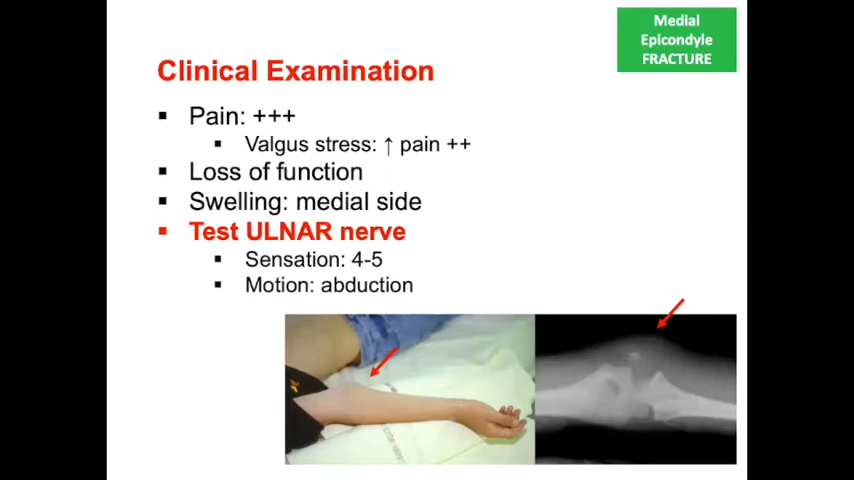 Medial
Epicondyle
FRACTURE
Clinical Examination
▪ Pain: +++
▪ Valgus stress: ↑ pain ++
▪ Loss of function
▪ Swelling: medial side
▪ Test ULNAR nerve
▪ Sensation: 4-5
▪ Motion: abduction